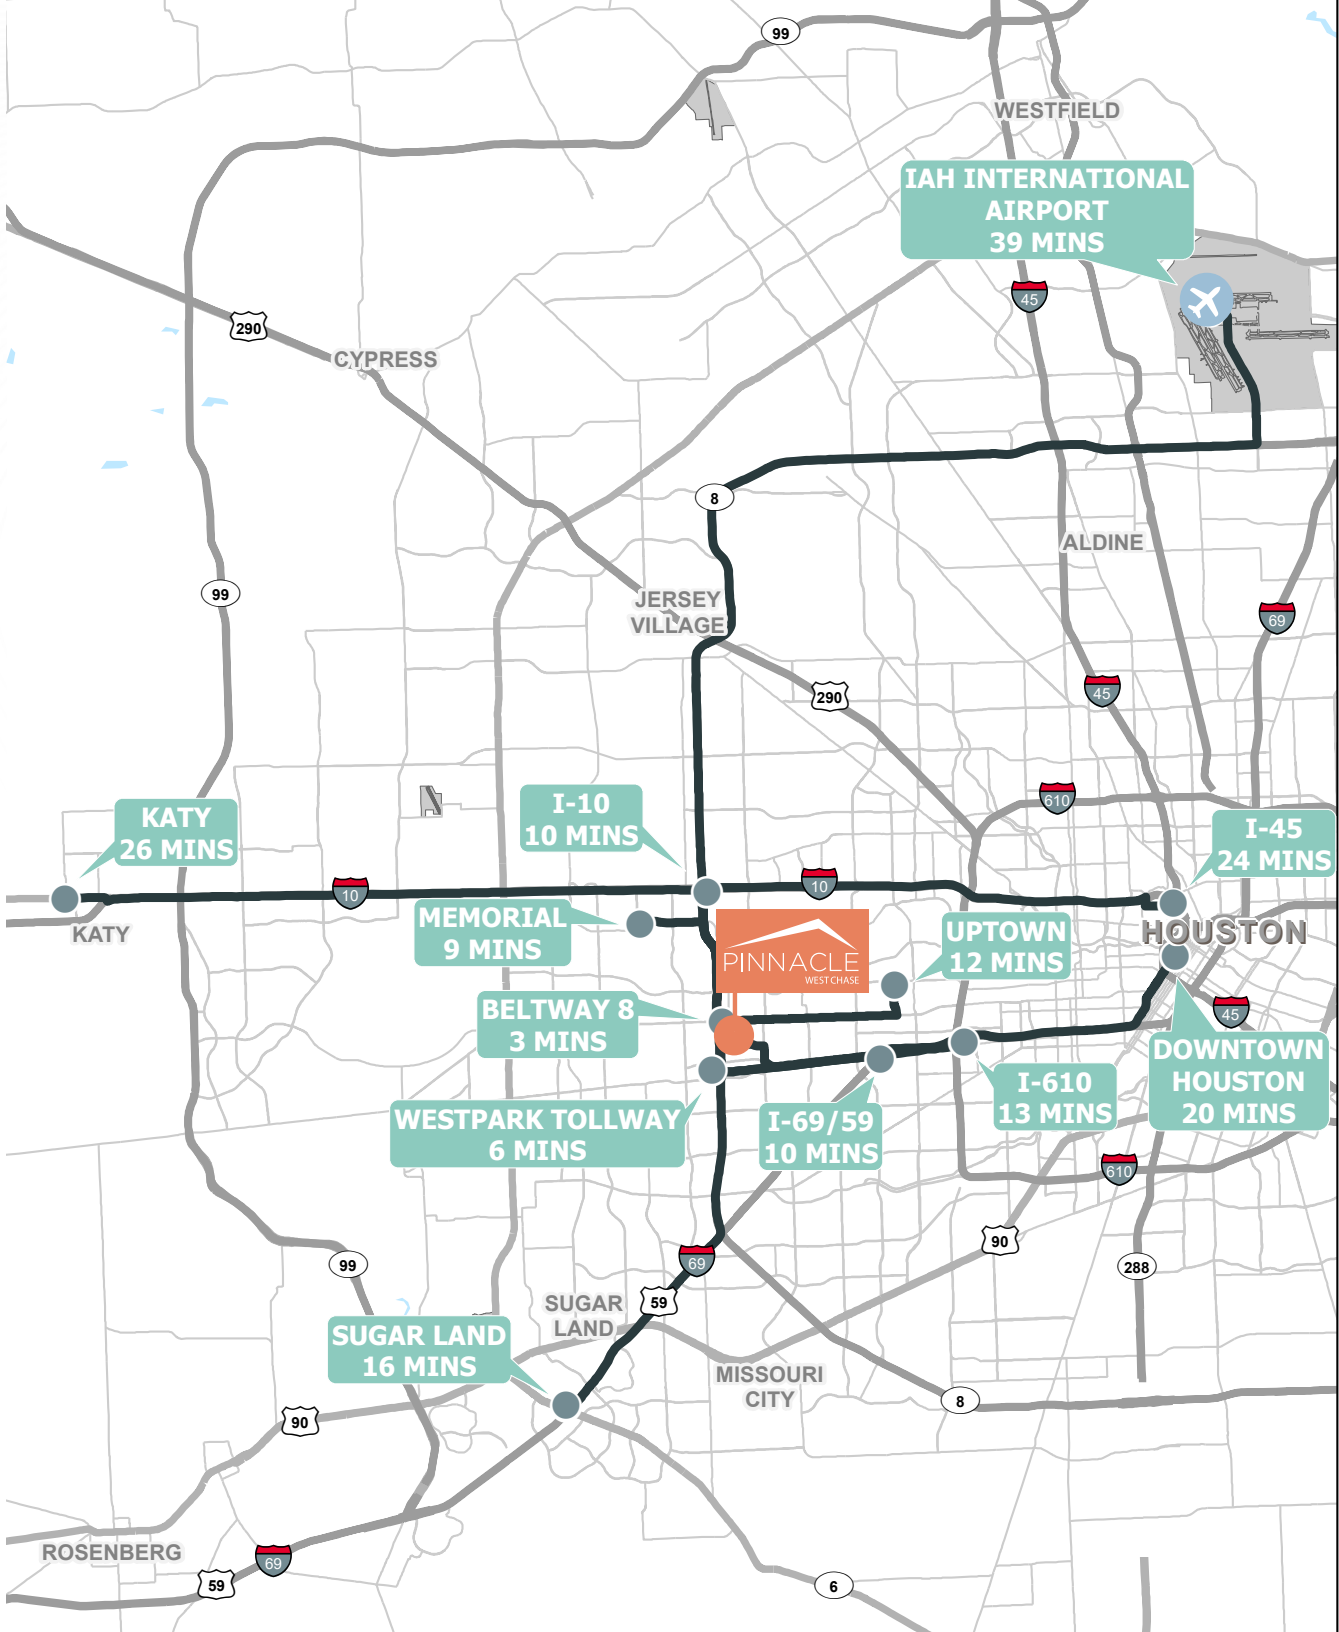 99
WESTFIELD
IAH INTERNATIONAL
AIRPORT
39 MINS
45
290
CYPRESS
8
ALDINE
99
JERSEY
VILLAGE
69
45
290
610
I-10
10 MINS
KATY
26 MINS
I-45
24 MINS
10
10
MEMORIAL
9 MINS
KATY
PINNACLE
WESTCHASE
UPTOWN
12 MINS
HOUSTON
BELTWAY 8
3 MINS
45
DOWNTOWN
HOUSTON
20 MINS
I-610
13 MINS
WESTPARK TOLLWAY
6 MINS
I-69/59
10 MINS
610
90
99
69
288
59
SUGAR
LAND
SUGAR LAND
16 MINS
MISSOURI
CITY
8
90
ROSENBERG
69
59
6